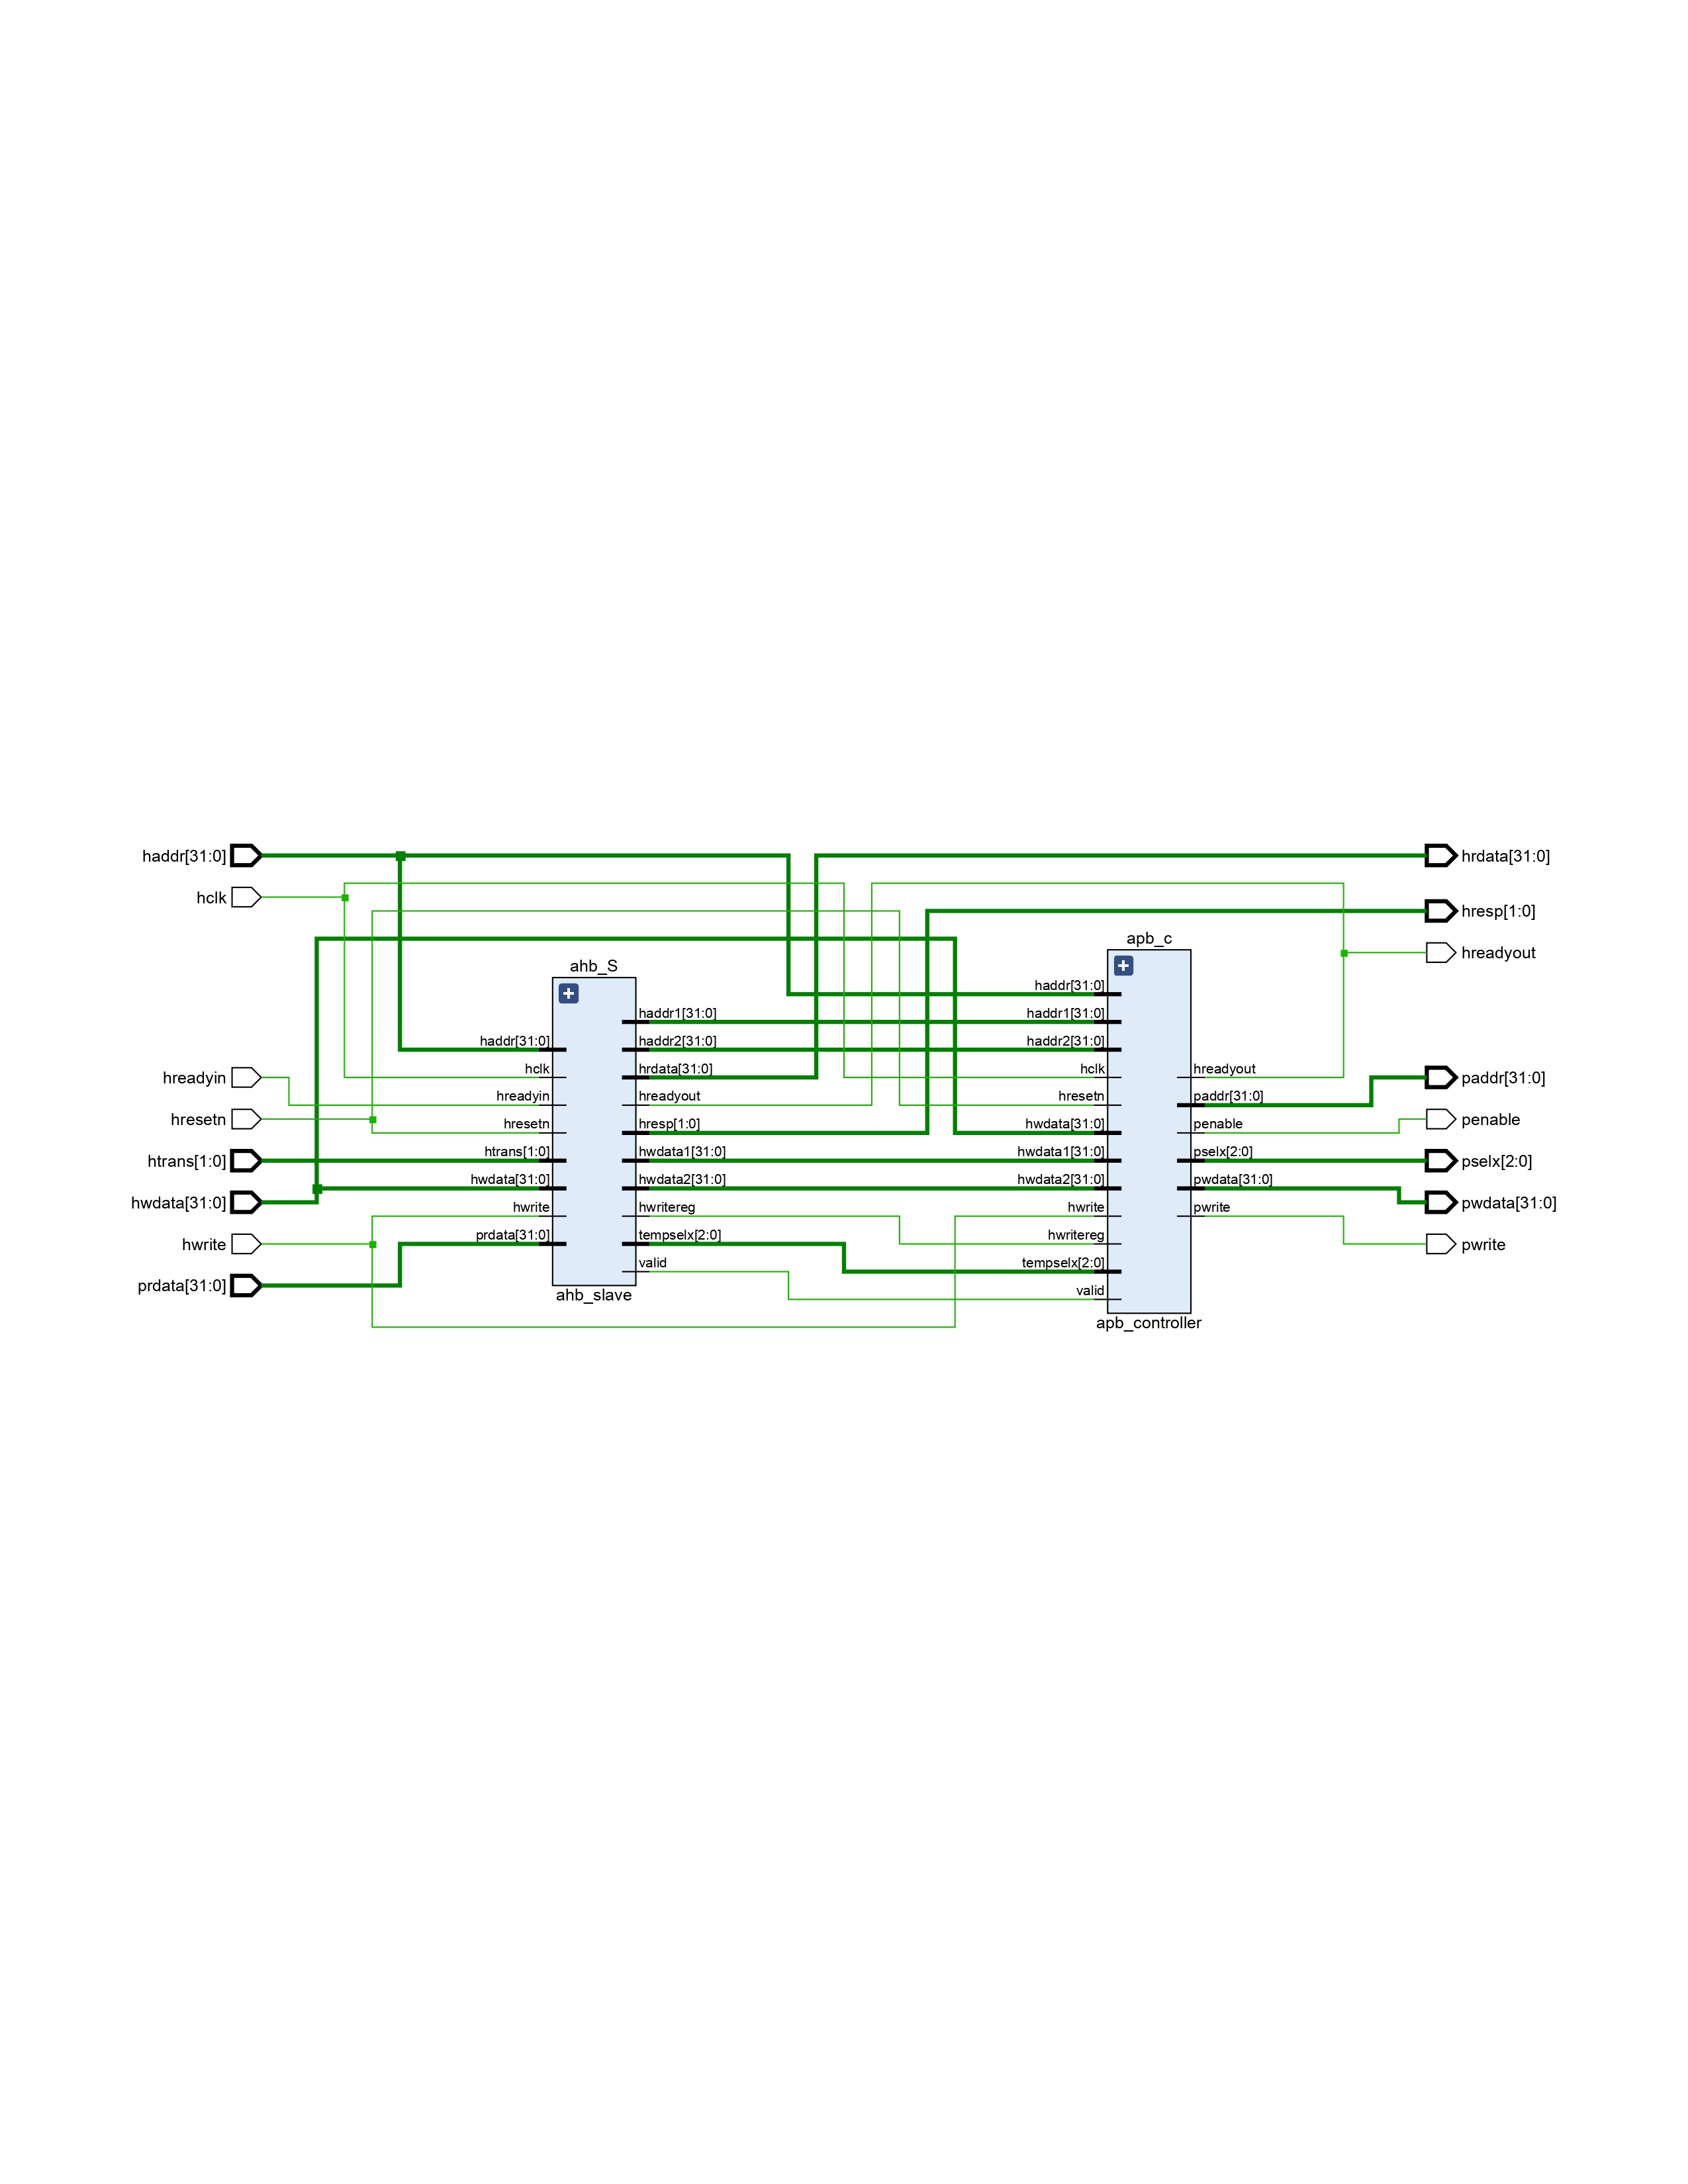 haddr[31:0]
hclk
hreadyin
hresetn
htrans[1:0]
hwdata[31:0]
hwrite
prdata[31:0]
ahb_S
haddr[31:0]
hclk
hreadyin
hresetn
htrans[1:0]
hwdata[31:0]
hwrite
prdata[31:0]
haddr1[31:0]
haddr2[31:0]
hrdata[31:0]
hreadyout
hresp[1:0]
hwdata1[31:0]
hwdata2[31:0]
hwritereg
tempselx[2:0]
valid
ahb_slave
apb_c
haddr[31:0]
haddr1[31:0]
haddr2[31:0]
hclk
hresetn
hwdata[31:0]
hwdata1[31:0]
hwdata2[31:0]
hwrite
hwritereg
tempselx[2:0]
valid
hreadyout
paddr[31:0]
penable
pselx[2:0]
pwdata[31:0]
pwrite
apb_controller
hrdata[31:0]
hresp[1:0]
hreadyout
paddr[31:0]
penable
pselx[2:0]
pwdata[31:0]
pwrite